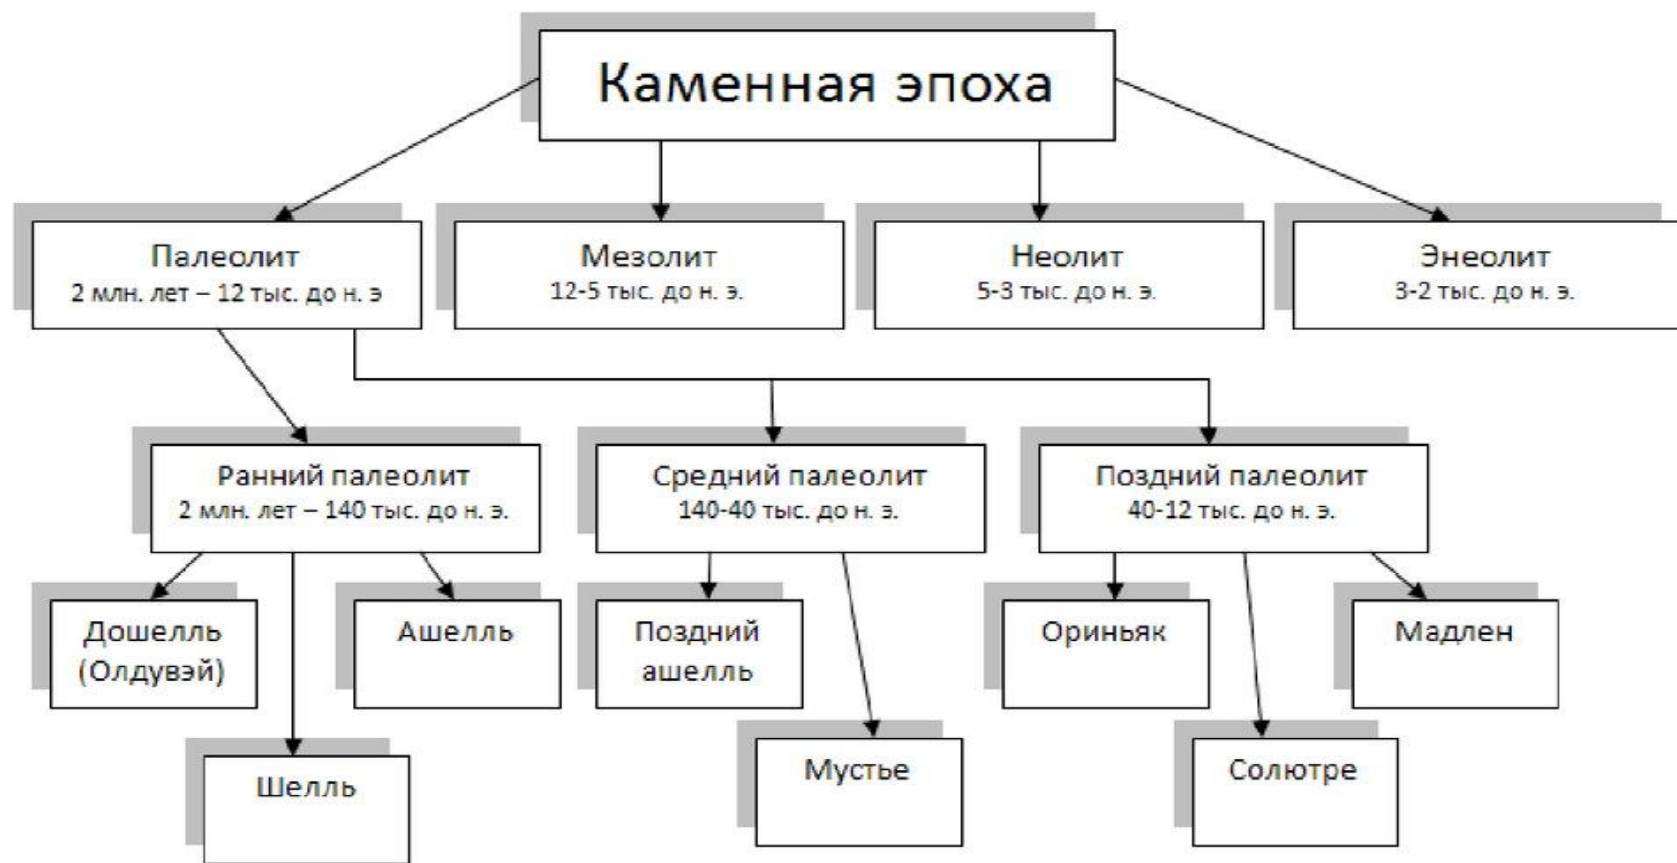 Каменная эпоха
Палеолит
2 млн. лет – 12 тыс. до н. э
Мезолит
12-5 тыс. до н. э.
Неолит
5-3 тыс. до н. э.
Энеолит
3-2 тыс. до н. э.
Ранний палеолит
2 млн. лет – 140 тыс. до н. э.
Средний палеолит
140-40 тыс. до н. э.
Поздний палеолит
40-12 тыс. до н. э.
Дошелль
(Олдувэй)
Ашелль
Поздний
ашелль
Ориньяк
Мадлен
Шелль
Мустье
Солютре